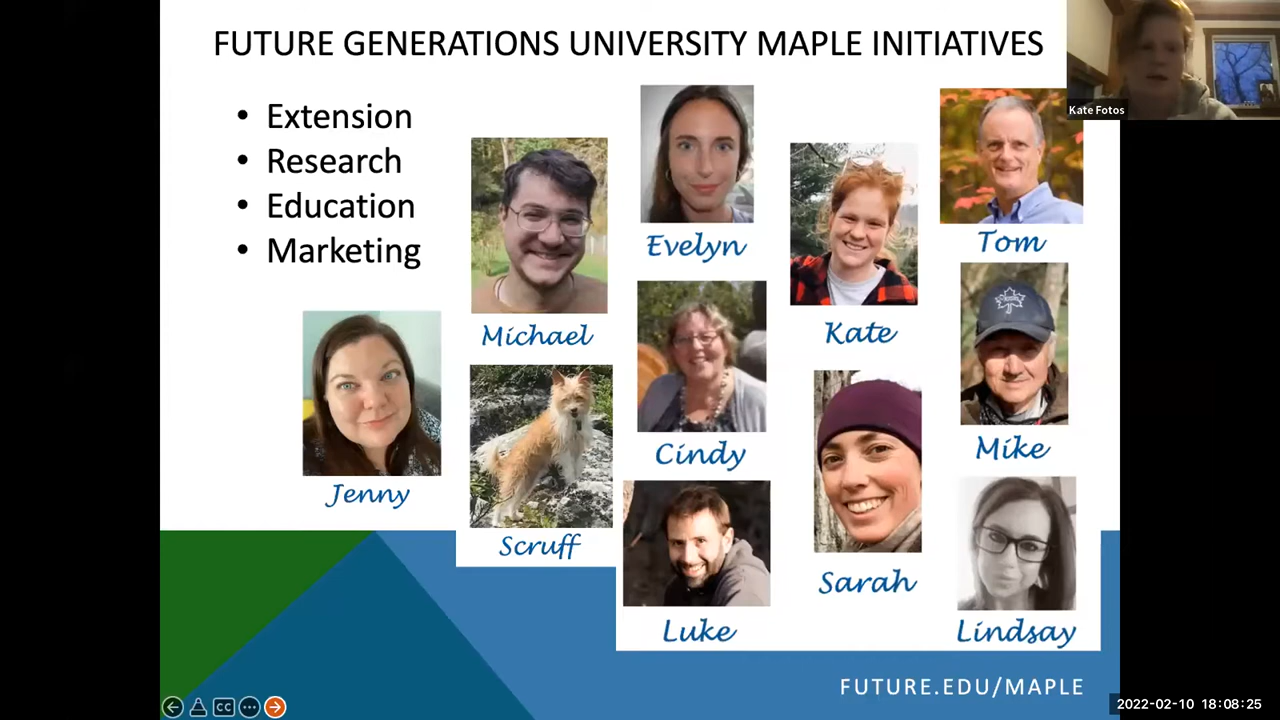 FUTURE GENERATIONS UNIVERSITY MAPLE INITIATIVES
Kate Fotos
• Extension
• Research
• Education
• Marketing
Evelyn
Tom
Michael
Kate
Cindy
Mike
Jenny
Scruff
Sarah
Luke
Lindsay
FUTURE.EDU/MAPLE
CC
2022-02-10 18:08:25